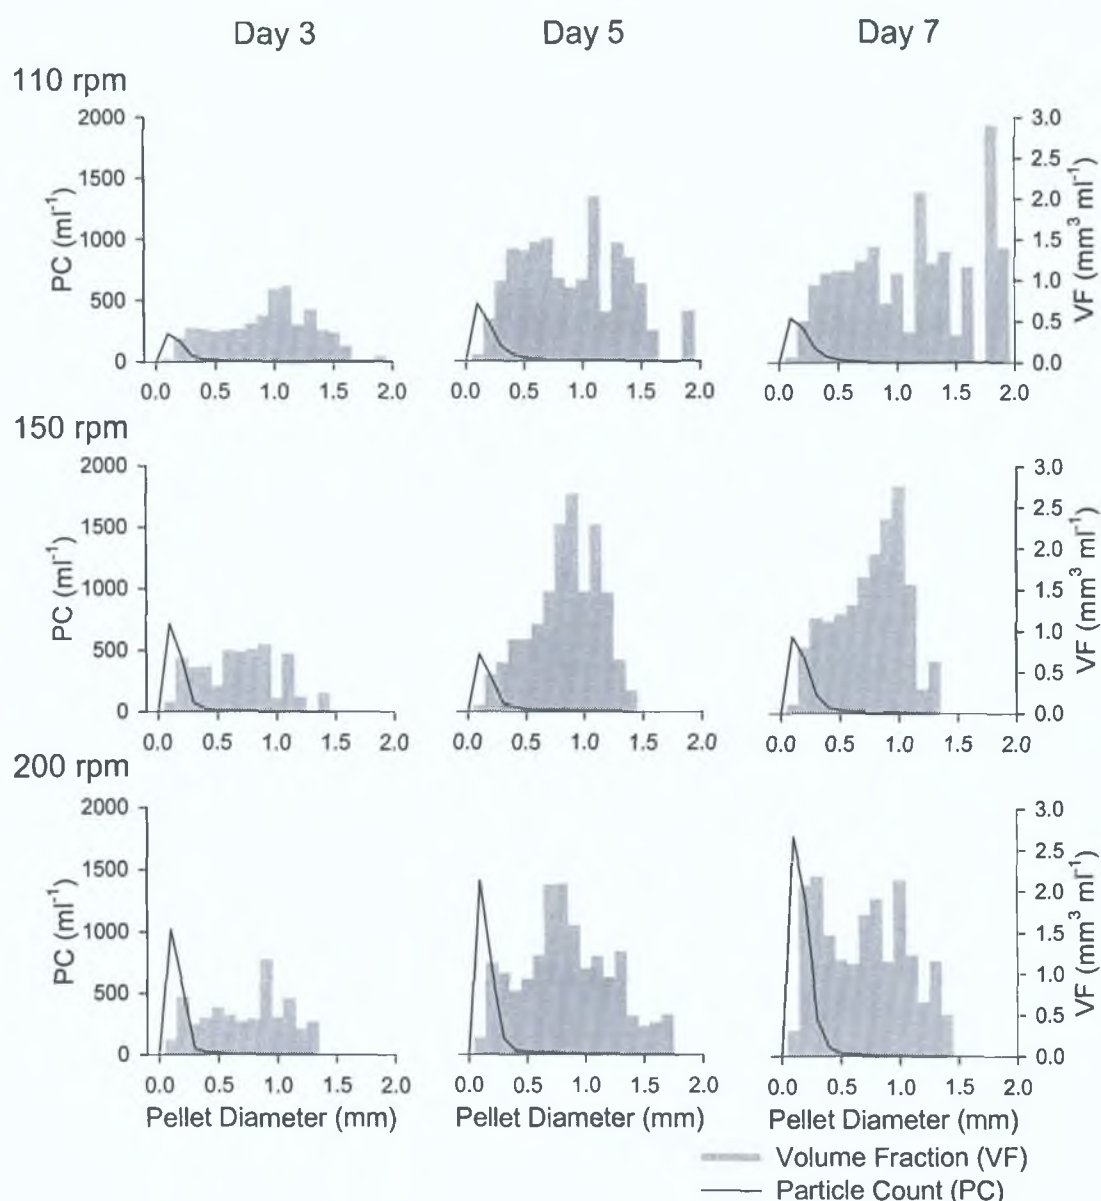 Day 3 Day 5 Day 7
110 rpm
2000 3.0
1500 2.5
2.0
1000 1.5
500 1.0
0.5
0 0.0
PC (ml⁻¹) VF (mm³ ml⁻¹)
0.0 0.5 1.0 1.5 2.0 0.0 0.5 1.0 1.5 2.0 0.0 0.5 1.0 1.5 2.0
150 rpm
2000 3.0
1500 2.5
2.0
1000 1.5
500 1.0
0.5
0 0.0
PC (ml⁻¹) VF (mm³ ml⁻¹)
0.0 0.5 1.0 1.5 2.0 0.0 0.5 1.0 1.5 2.0 0.0 0.5 1.0 1.5 2.0
200 rpm
2000 3.0
1500 2.5
2.0
1000 1.5
500 1.0
0.5
0 0.0
PC (ml⁻¹) VF (mm³ ml⁻¹)
0.0 0.5 1.0 1.5 2.0 0.0 0.5 1.0 1.5 2.0 0.0 0.5 1.0 1.5 2.0
Pellet Diameter (mm) Pellet Diameter (mm) Pellet Diameter (mm)
Volume Fraction (VF)
Particle Count (PC)